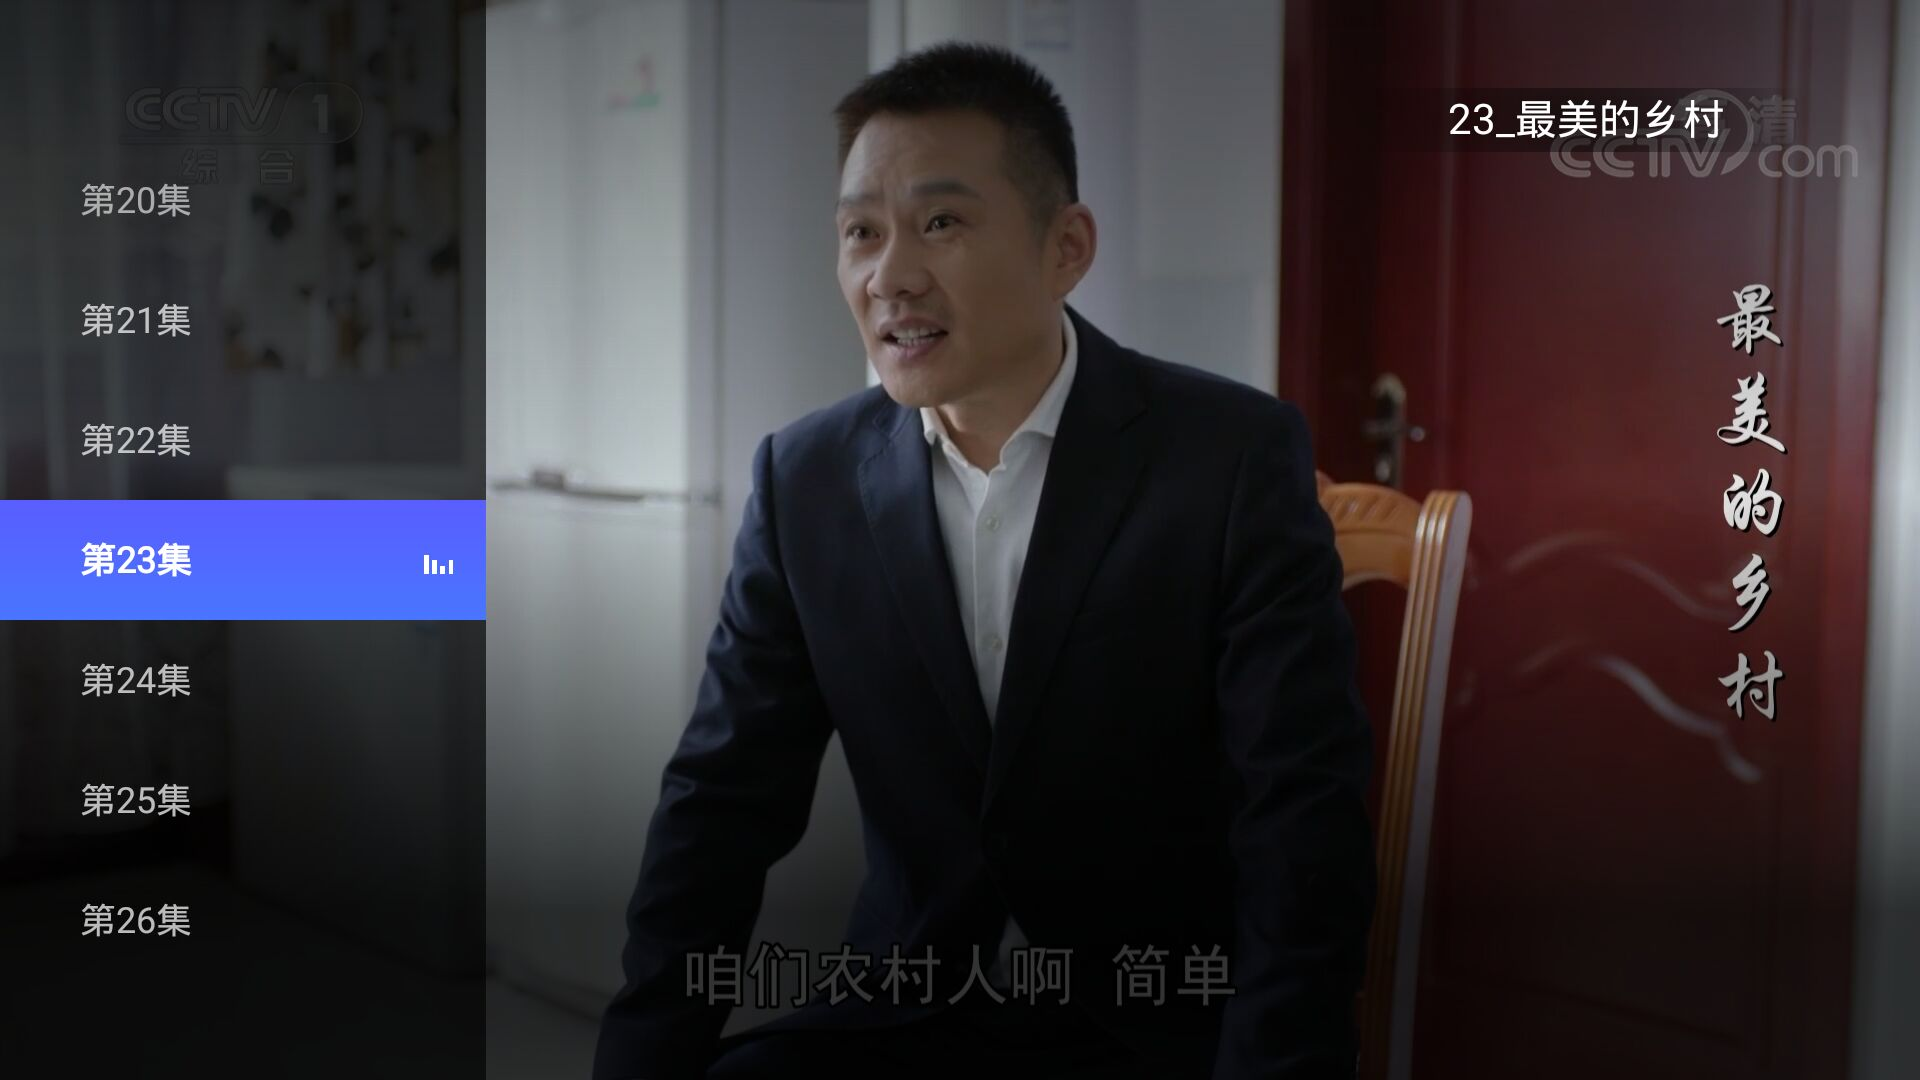 CCTV 1
综合
23_最美的乡村
清
CCTV.com
第20集
第21集
第22集
第23集
第24集
第25集
第26集
最美的乡村
咱们农村人啊 简单